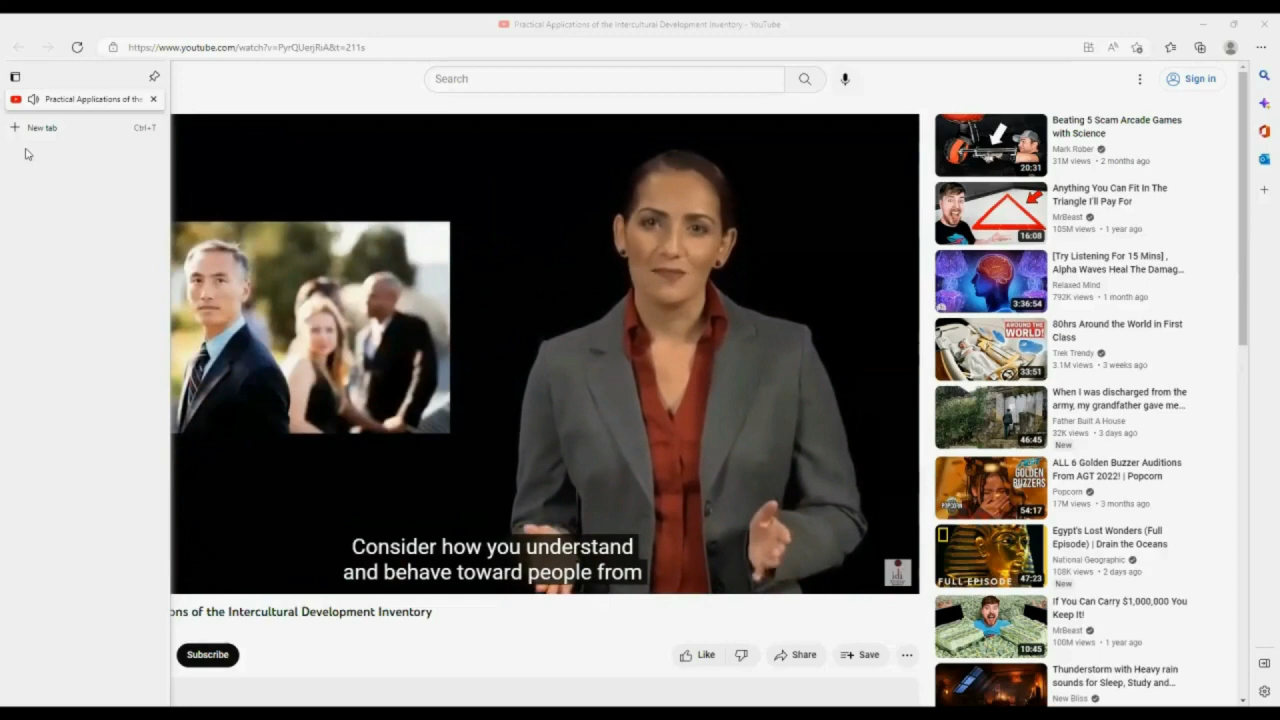 Practical Applications of the Intercultural Development Inventory - YouTube
https://www.youtube.com/watch?v=PyrQUerjRiA&t=211s
Practical Applications of the
New tab
Ctrl+T
Search
Sign in
Consider how you understand
and behave toward people from
idi
ons of the Intercultural Development Inventory
Subscribe
Like
Share
Save
20:31
Beating 5 Scam Arcade Games
with Science
Mark Rober
31M views • 2 months ago
16:08
Anything You Can Fit In The
Triangle I'll Pay For
MrBeast
105M views • 1 year ago
3:36:54
[Try Listening For 15 Mins] ,
Alpha Waves Heal The Damag...
Relaxed Mind
792K views • 1 month ago
AROUND THE
WORLD!
33:51
80hrs Around the World in First
Class
Trek Trendy
3.1M views • 3 weeks ago
46:45
When I was discharged from the
army, my grandfather gave me...
Father Built A House
32K views • 3 days ago
New
GOLDEN
BUZZERS
POPCORN
54:17
ALL 6 Golden Buzzer Auditions
From AGT 2022! | Popcorn
Popcorn
17M views • 3 months ago
FULL EPISODE
47:23
Egypt's Lost Wonders (Full
Episode) | Drain the Oceans
National Geographic
108K views • 2 days ago
New
10:45
If You Can Carry $1,000,000 You
Keep It!
MrBeast
100M views • 1 year ago
Thunderstorm with Heavy rain
sounds for Sleep, Study and...
New Bliss